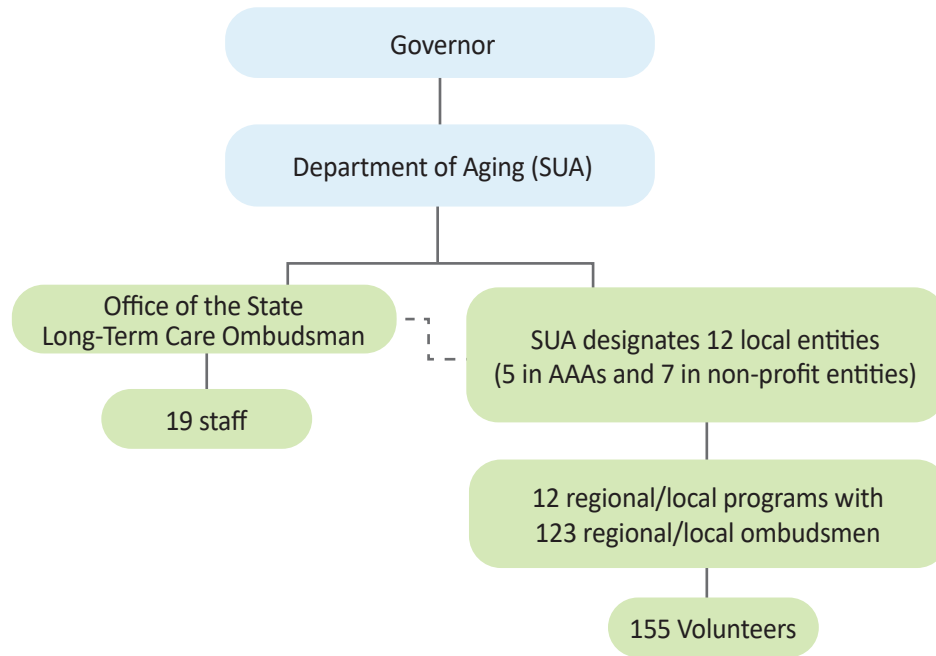 Governor
Department of Aging (SUA)
Office of the State
Long-Term Care Ombudsman
19 staff
SUA designates 12 local entities
(5 in AAAs and 7 in non-profit entities)
12 regional/local programs with
123 regional/local ombudsmen
155 Volunteers